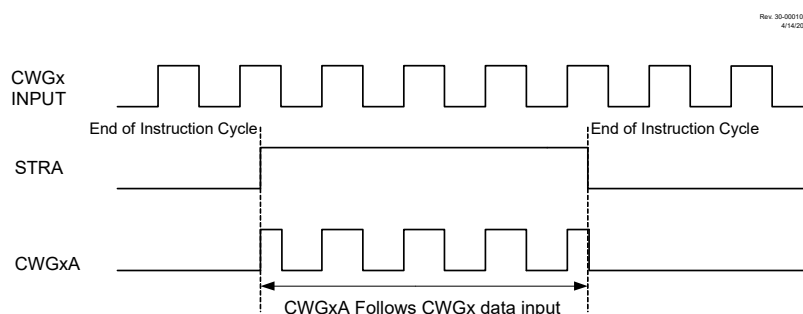 Rev. 30-00010
4/14/20
CWGx
INPUT
End of Instruction Cycle
End of Instruction Cycle
STRA
CWGxA
CWGxA Follows CWGx data input